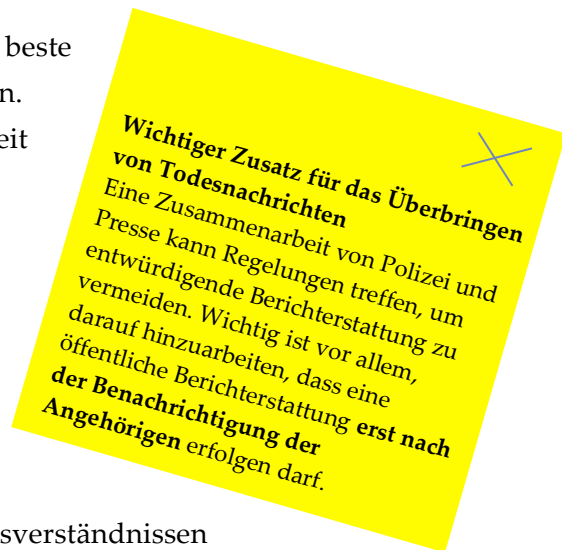 beste
n.
eit
Wichtiger Zusatz für das Überbringen
von Todesnachrichten
Eine Zusammenarbeit von Polizei und
Presse kann Regelungen treffen, um
entwürdigende Berichterstattung zu
vermeiden. Wichtig ist vor allem,
darauf hinzuarbeiten, dass eine
öffentliche Berichterstattung erst nach
der Benachrichtigung der
Angehörigen erfolgen darf.
sverständnissen